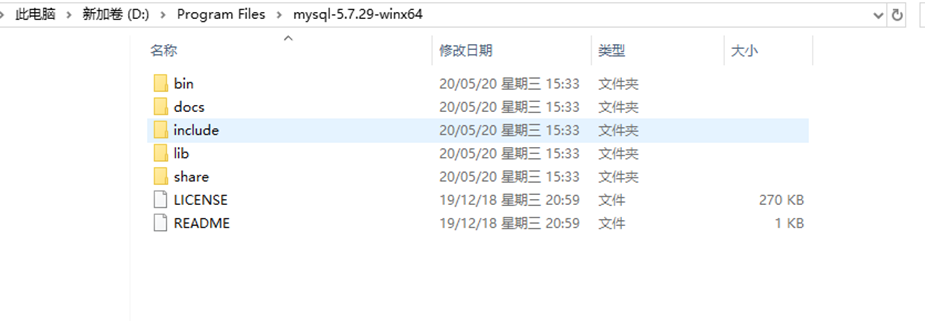 此电脑 > 新加卷 (D:) > Program Files > mysql-5.7.29-winx64
名称 修改日期 类型 大小
bin 20/05/20 星期三 15:33 文件夹
docs 20/05/20 星期三 15:33 文件夹
include 20/05/20 星期三 15:33 文件夹
lib 20/05/20 星期三 15:33 文件夹
share 20/05/20 星期三 15:33 文件夹
LICENSE 19/12/18 星期三 20:59 文件 270 KB
README 19/12/18 星期三 20:59 文件 1 KB